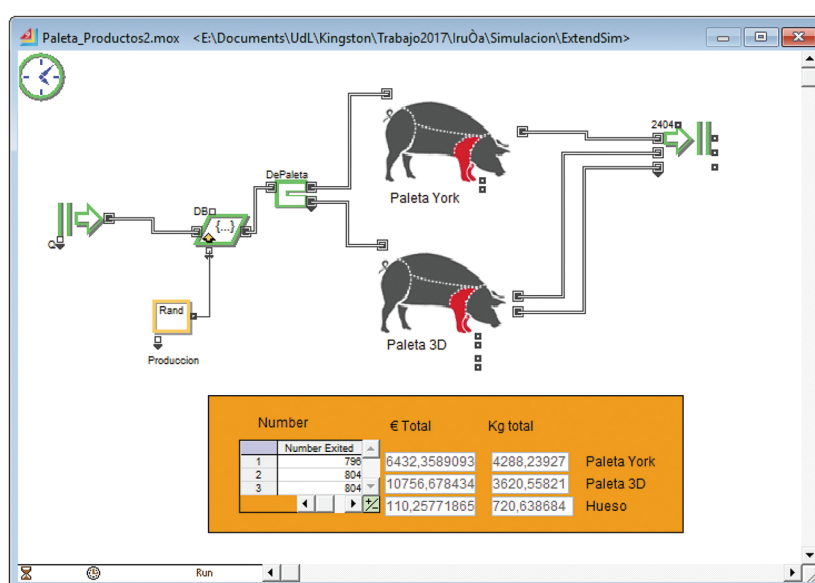 Paleta_Productos2.mox <E:\Documents\UdL\Kingston\Trabajo2017\IruÒa\Simulacion\ExtendSim>
2404
DePaleta
Paleta York
DB
{...}
Q
Rand
Produccion
Paleta 3D
Number € Total Kg total
Number Exited
1 796 6432,3589093 4288,23927 Paleta York
2 804 10756,678434 3620,55821 Paleta 3D
3 804 110,25771865 720,638684 Hueso
+/-
Run